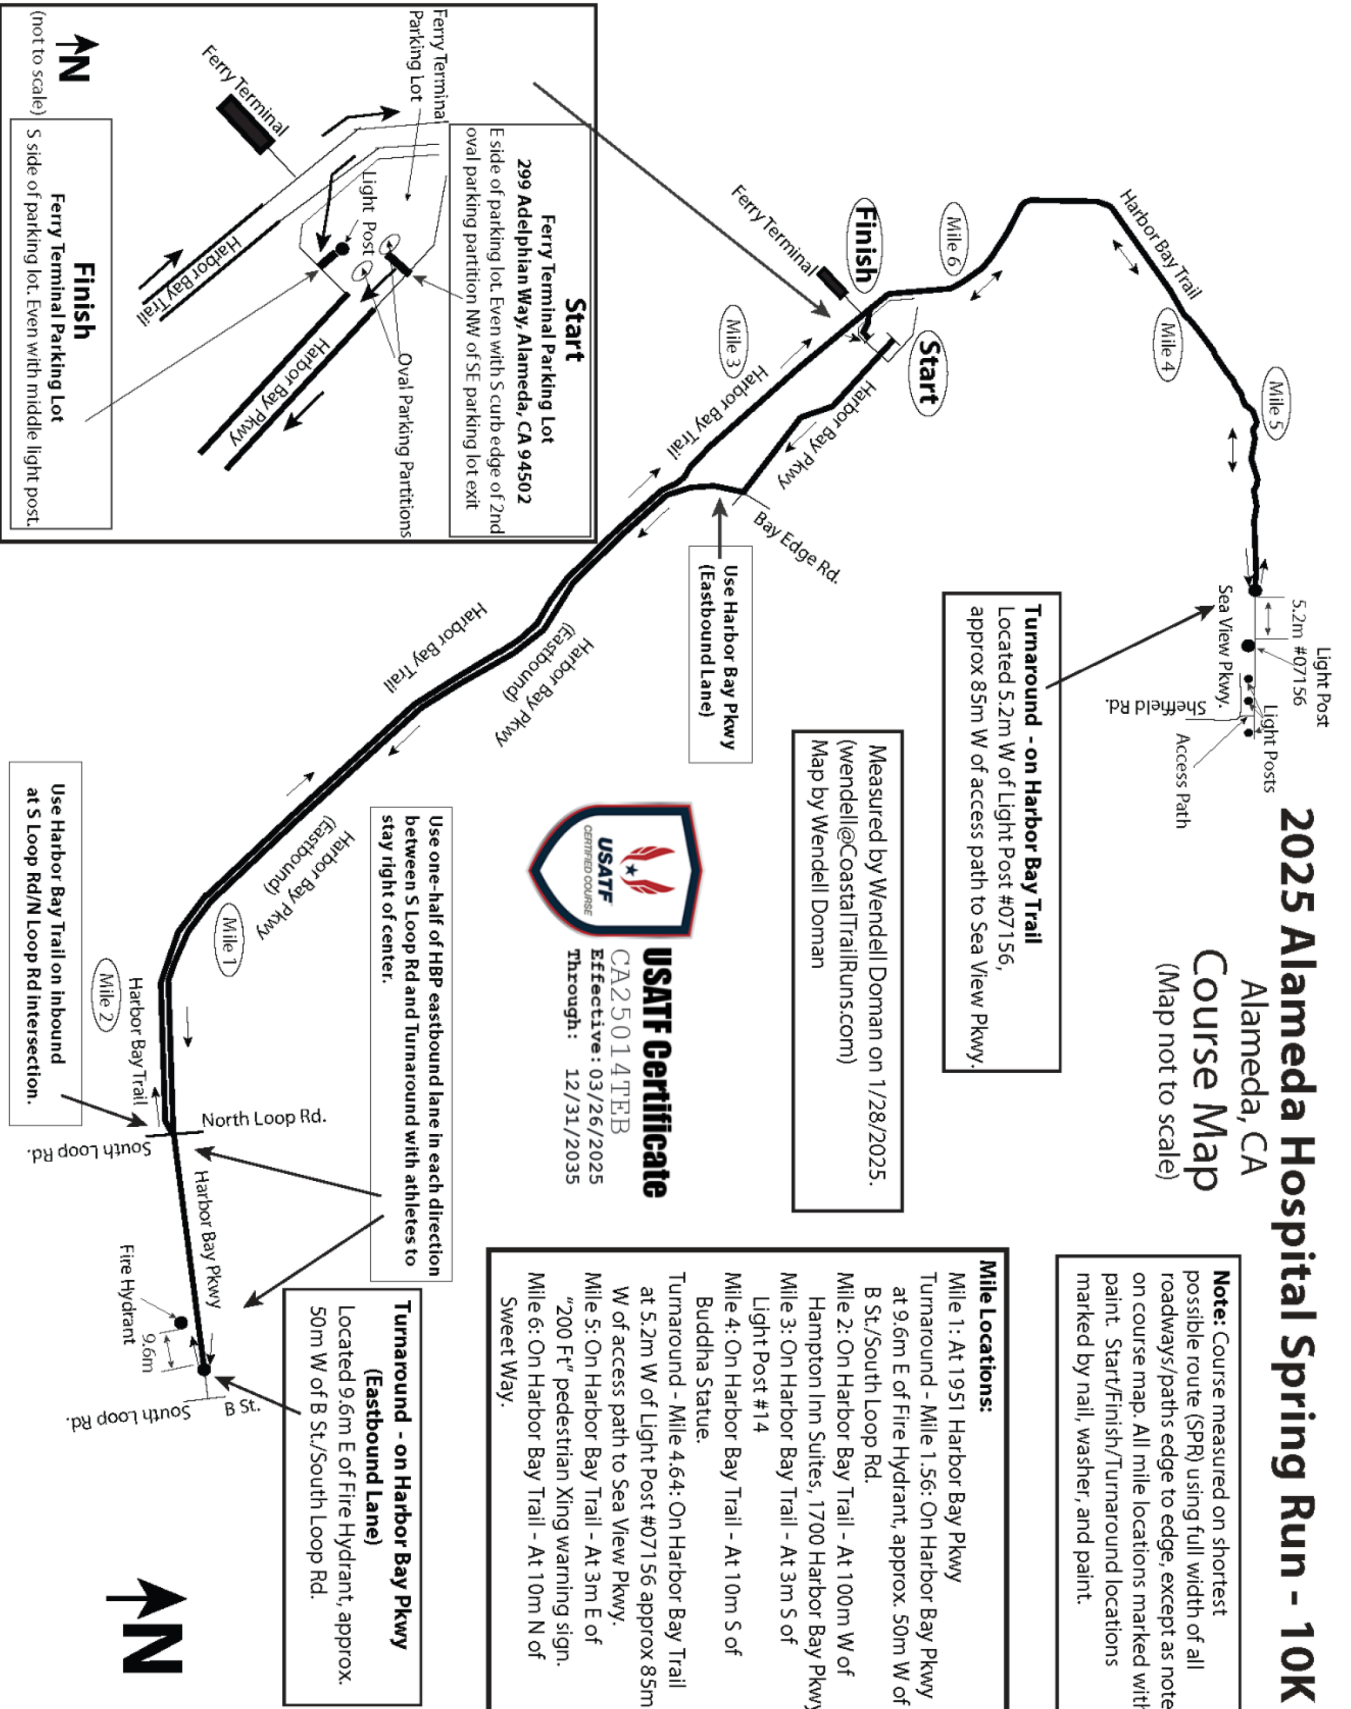 2025 Alameda Hospital Spring Run - 10K
Alameda, CA
Course Map
(Map not to scale)
Note: Course measured on shortest
possible route (SPR) using full width of all
roadways/paths edge to edge, except as note
on course map. All mile locations marked with
paint. Start/Finish/Turnaround locations
marked by nail, washer, and paint.
Light Post
#07156
5.2m
Light Posts
Access Path
Sheffield Rd.
Sea View Pkwy.
Mile 5
Harbor Bay Trail
Mile 4
Mile 6
Turnaround - on Harbor Bay Trail
Located 5.2m W of Light Post #07156,
approx 85m W of access path to Sea View Pkwy.
Measured by Wendell Doman on 1/28/2025.
(wendell@CoastalTrailRuns.com)
Map by Wendell Doman
Mile Locations:
Mile 1: At 1951 Harbor Bay Pkwy
Turnaround - Mile 1.56: On Harbor Bay Pkwy
at 9.6m E of Fire Hydrant, approx. 50m W of
B St./South Loop Rd.
Mile 2: On Harbor Bay Trail - At 100m W of
Hampton Inn Suites, 1700 Harbor Bay Pkwy
Mile 3: On Harbor Bay Trail - At 3m S of
Light Post #14
Mile 4: On Harbor Bay Trail - At 10m S of
Buddha Statue.
Turnaround - Mile 4.64: On Harbor Bay Trail
at 5.2m W of Light Post #07156 approx 85m
W of access path to Sea View Pkwy.
Mile 5: On Harbor Bay Trail - At 3m E of
"200 Ft" pedestrian Xing warning sign.
Mile 6: On Harbor Bay Trail - At 10m N of
Sweet Way.
Start
Finish
Ferry Terminal
Mile 3
Harbor Bay Trail
Harbor Bay Pkwy
Bay Edge Rd.
Use Harbor Bay Pkwy
(Eastbound Lane)
USATF
CERTIFIED COURSE
USATF Certificate
CA25014TEB
Effective: 03/26/2025
Through: 12/31/2035
Harbor Bay Trail
Harbor Bay Pkwy
(Eastbound)
Start
Ferry Terminal Parking Lot
299 Adelphian Way, Alameda, CA 94502
E side of parking lot. Even with S curb edge of 2nd
oval parking partition NW of SE parking lot exit
Ferry Terminal
Parking Lot
Light Post
Oval Parking Partitions
Ferry Terminal
Harbor Bay Trail
Harbor Bay Pkwy
N
(not to scale)
Finish
Ferry Terminal Parking Lot
S side of parking lot. Even with middle light post.
Use one-half of HBP eastbound lane in each direction
between S Loop Rd and Turnaround with athletes to
stay right of center.
Harbor Bay Pkwy
(Eastbound)
Mile 1
Mile 2
Harbor Bay Trail
North Loop Rd.
South Loop Rd.
Use Harbor Bay Trail on inbound
at S Loop Rd/N Loop Rd intersection.
Harbor Bay Pkwy
Fire Hydrant
9.6m
B St.
South Loop Rd.
Turnaround - on Harbor Bay Pkwy
(Eastbound Lane)
Located 9.6m E of Fire Hydrant, approx.
50m W of B St./South Loop Rd.
N